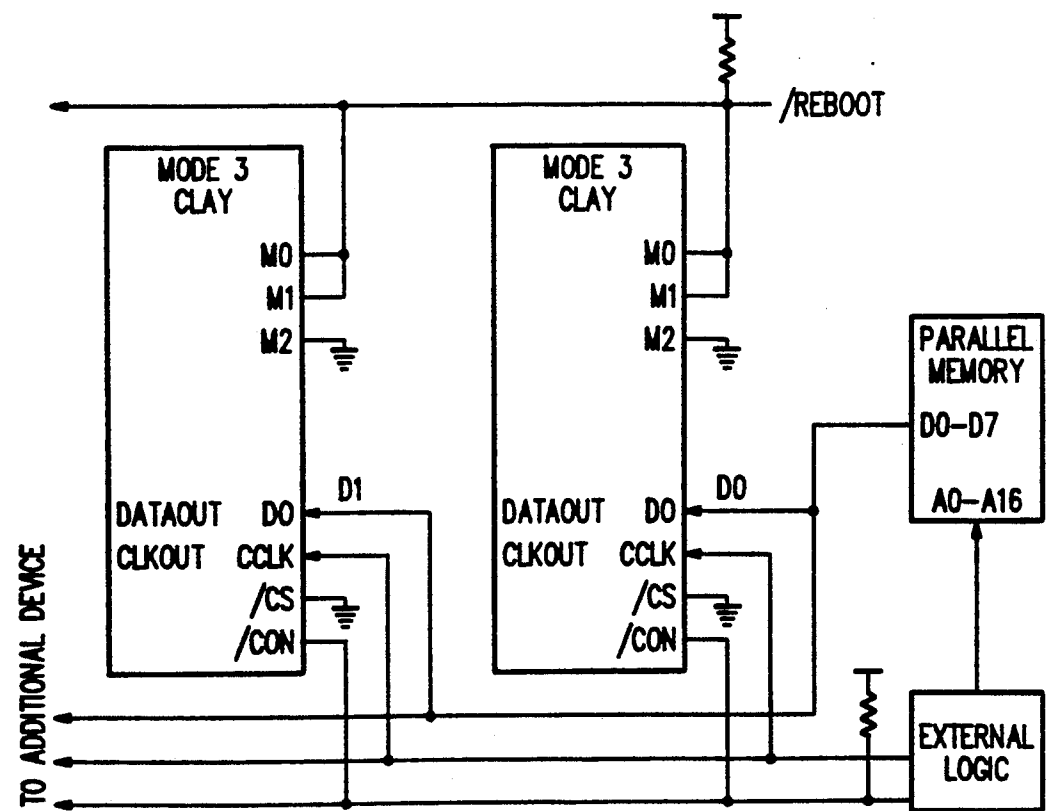 /REBOOT
MODE 3
CLAY
M0
M1
M2
D1
DATAOUT D0
CLKOUT CCLK
/CS
/CON
MODE 3
CLAY
M0
M1
M2
D0
DATAOUT D0
CLKOUT CCLK
/CS
/CON
PARALLEL
MEMORY
D0-D7
A0-A16
EXTERNAL
LOGIC
TO ADDITIONAL DEVICE